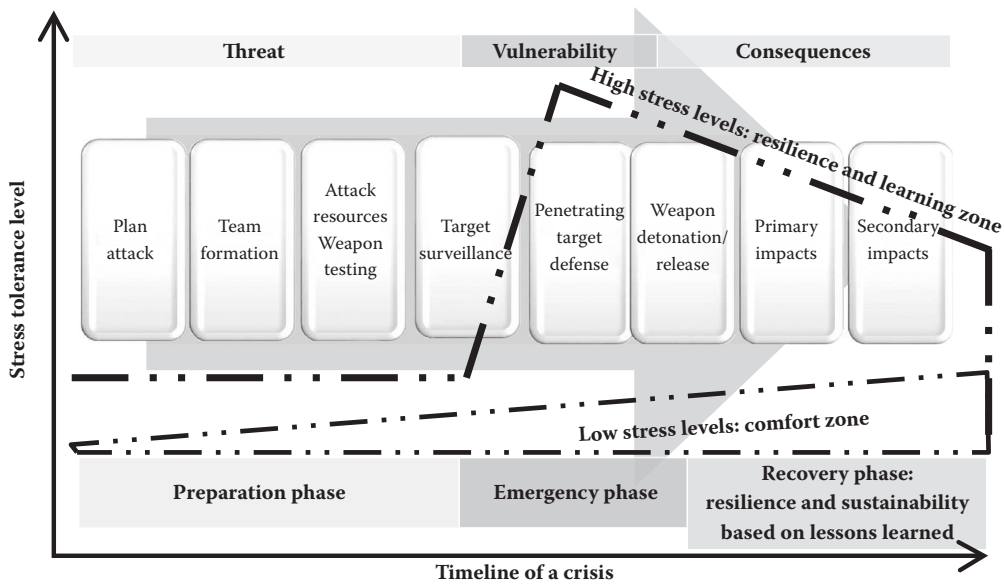 Threat
Vulnerability
Consequences
High stress levels: resilience and learning zone
Stress tolerance level
Plan
attack
Team
formation
Attack
resources
Weapon
testing
Target
surveillance
Penetrating
target
defense
Weapon
detonation/
release
Primary
impacts
Secondary
impacts
Low stress levels: comfort zone
Preparation phase
Emergency phase
Recovery phase:
resilience and sustainability
based on lessons learned
Timeline of a crisis